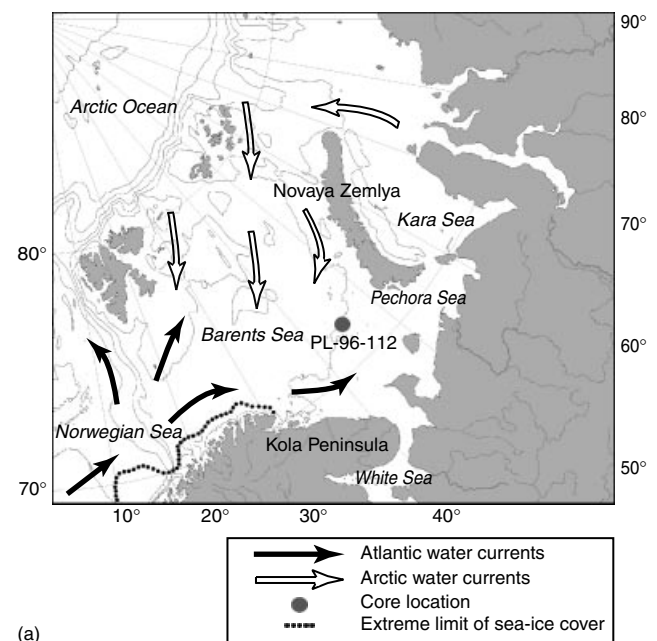 90°
Arctic Ocean
80°
Novaya Zemlya
Kara Sea
70°
80°
Pechora Sea
Barents Sea
PL-96-112
60°
Norwegian Sea
Kola Peninsula
White Sea
50°
70°
10°
20°
30°
40°
Atlantic water currents
Arctic water currents
Core location
Extreme limit of sea-ice cover
(a)